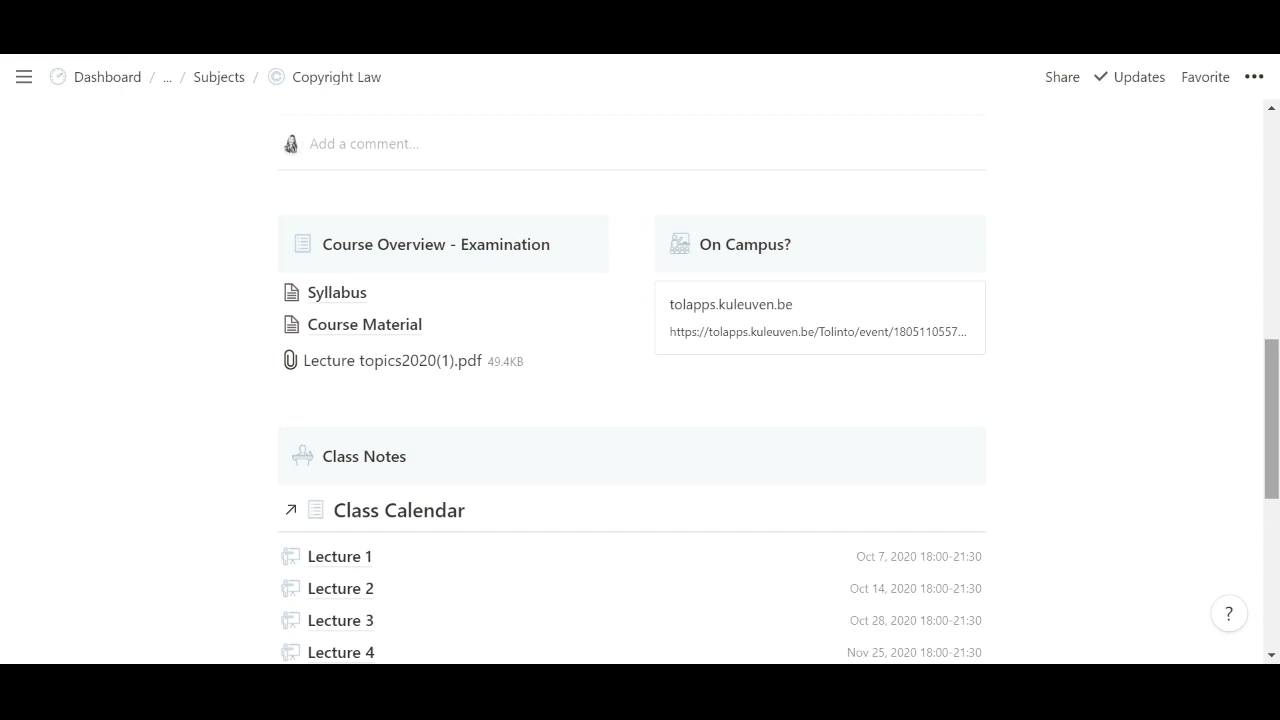 Dashboard / ... / Subjects / Copyright Law
Share Updates Favorite •••
Add a comment...
Course Overview - Examination
Syllabus
Course Material
Lecture topics2020(1).pdf 49.4KB
On Campus?
tolapps.kuleuven.be
https://tolapps.kuleuven.be/Tolinto/event/1805110557...
Class Notes
Class Calendar
Lecture 1 Oct 7, 2020 18:00-21:30
Lecture 2 Oct 14, 2020 18:00-21:30
Lecture 3 Oct 28, 2020 18:00-21:30
Lecture 4 Nov 25, 2020 18:00-21:30
?